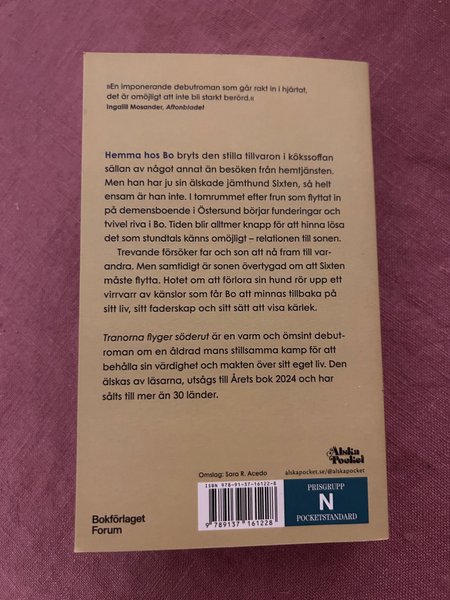 »En imponerande debutroman som går rakt in i hjärtat,
det är omöjligt att inte bli starkt berörd.«
Ingalill Mosander, Aftonbladet
Hemma hos Bo bryts den stilla tillvaron i kökssoffan
sällan av något annat än besöken från hemtjänsten.
Men han har ju sin älskade jämthund Sixten, så helt
ensam är han inte. I tomrummet efter frun som flyttat in
på demensboende i Östersund börjar funderingar och
tvivel riva i Bo. Tiden blir alltmer knapp för att hinna lösa
det som stundtals känns omöjligt – relationen till sonen.
Trevande försöker far och son att nå fram till var-
andra. Men samtidigt är sonen övertygad om att Sixten
måste flytta. Hotet om att förlora sin hund rör upp ett
virrvarr av känslor som får Bo att minnas tillbaka på
sitt liv, sitt faderskap och sitt sätt att visa kärlek.
Tranorna flyger söderut är en varm och ömsint debut-
roman om en åldrad mans stillsamma kamp för att
behålla sin värdighet och makten över sitt eget liv. Den
älskas av läsarna, utsågs till Årets bok 2024 och har
sålts till mer än 30 länder.
Älska
Pocket
Omslag: Sara R. Acedo
alskapocket.se/@alskapocket
ISBN 978-91-37-16122-8
9 789137 161228
PRISGRUPP
N
POCKETSTANDARD
Bokförlaget
Forum